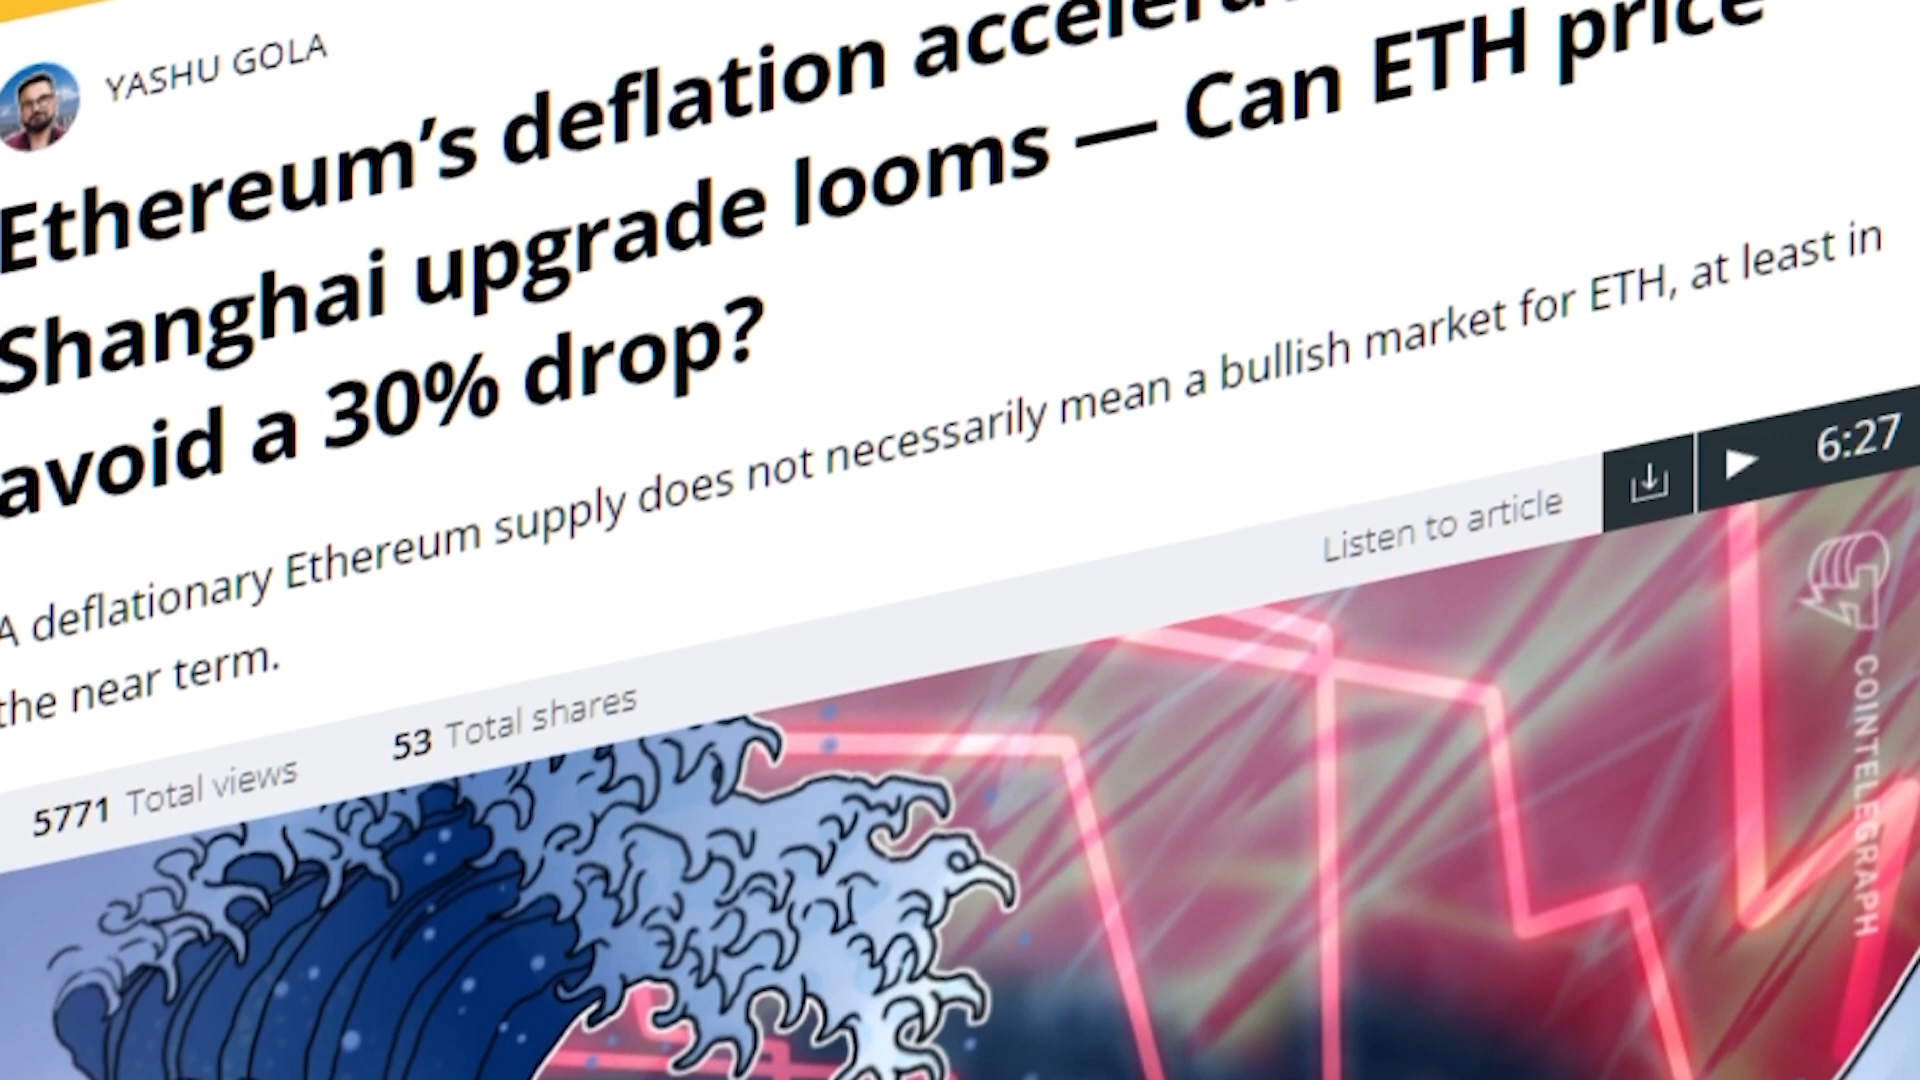 YASHU GOLA
Ethereum’s deflation
Shanghai upgrade looms — Can ETH price
avoid a 30% drop?
A deflationary Ethereum supply does not necessarily mean a bullish market for ETH, at least in
the near term.
5771 Total views 53 Total shares Listen to article 6:27
COINTELEGRAPH